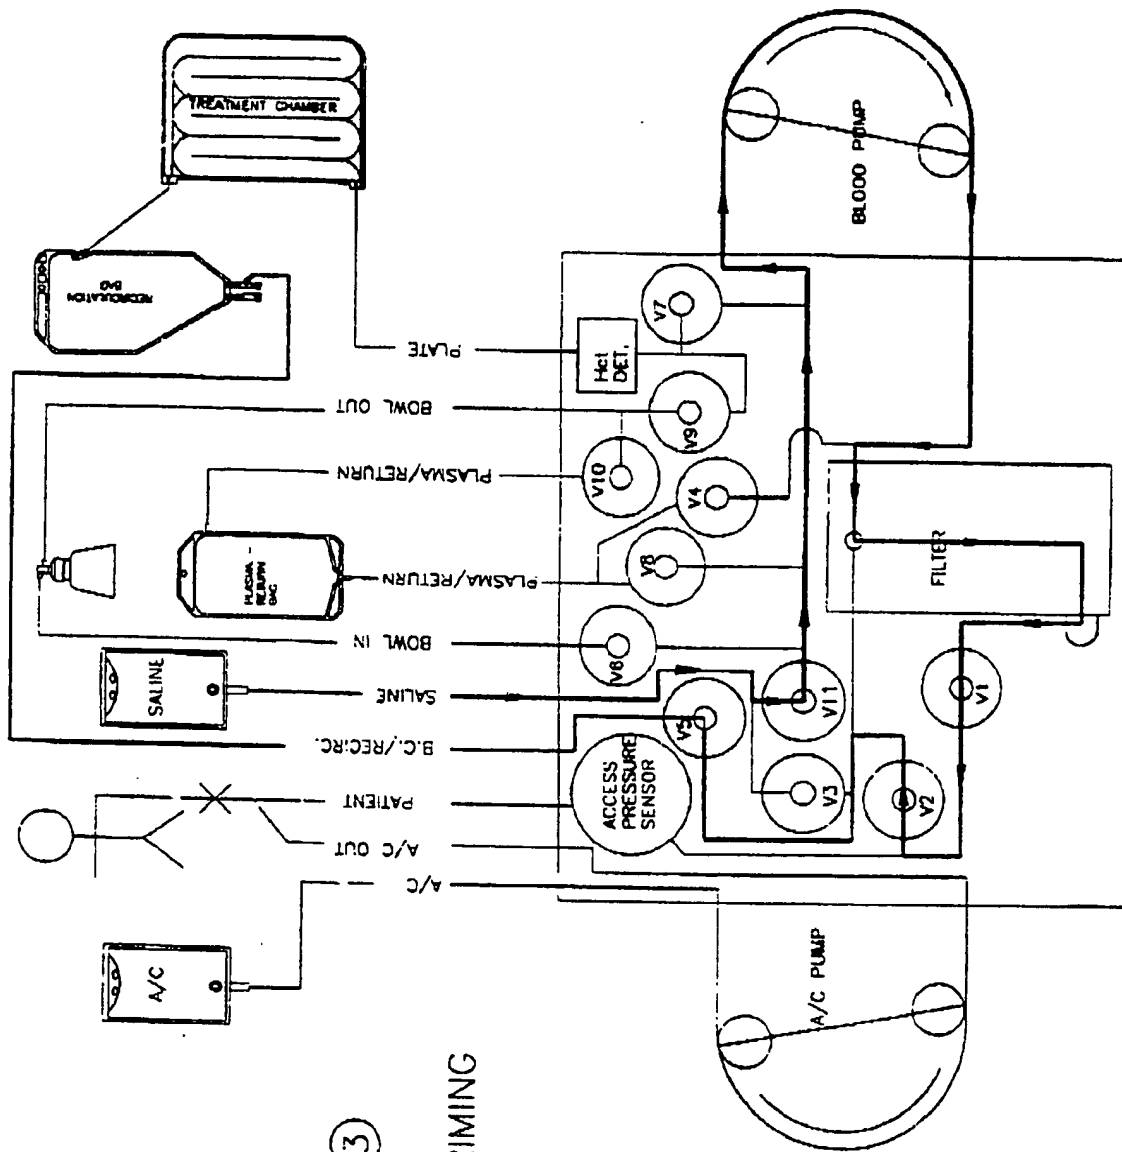 TREATMENT CHAMBER
RECIRCULATION
BAG
BLOOD PUMP
PLATE
Hct
DET.
V7
BOWL OUT
V9
PLASMA/RETURN
V10
V4
PLASMA
RETURN
BAG
PLASMA/RETURN
V8
FILTER
BOWL IN
V6
SALINE
SALINE
V11
V1
B.C./RECIRC.
V5
ACCESS
PRESSURE
SENSOR
V3
V2
PATIENT
A/C OUT
A/C
A/C
A/C PUMP
3
RIMING